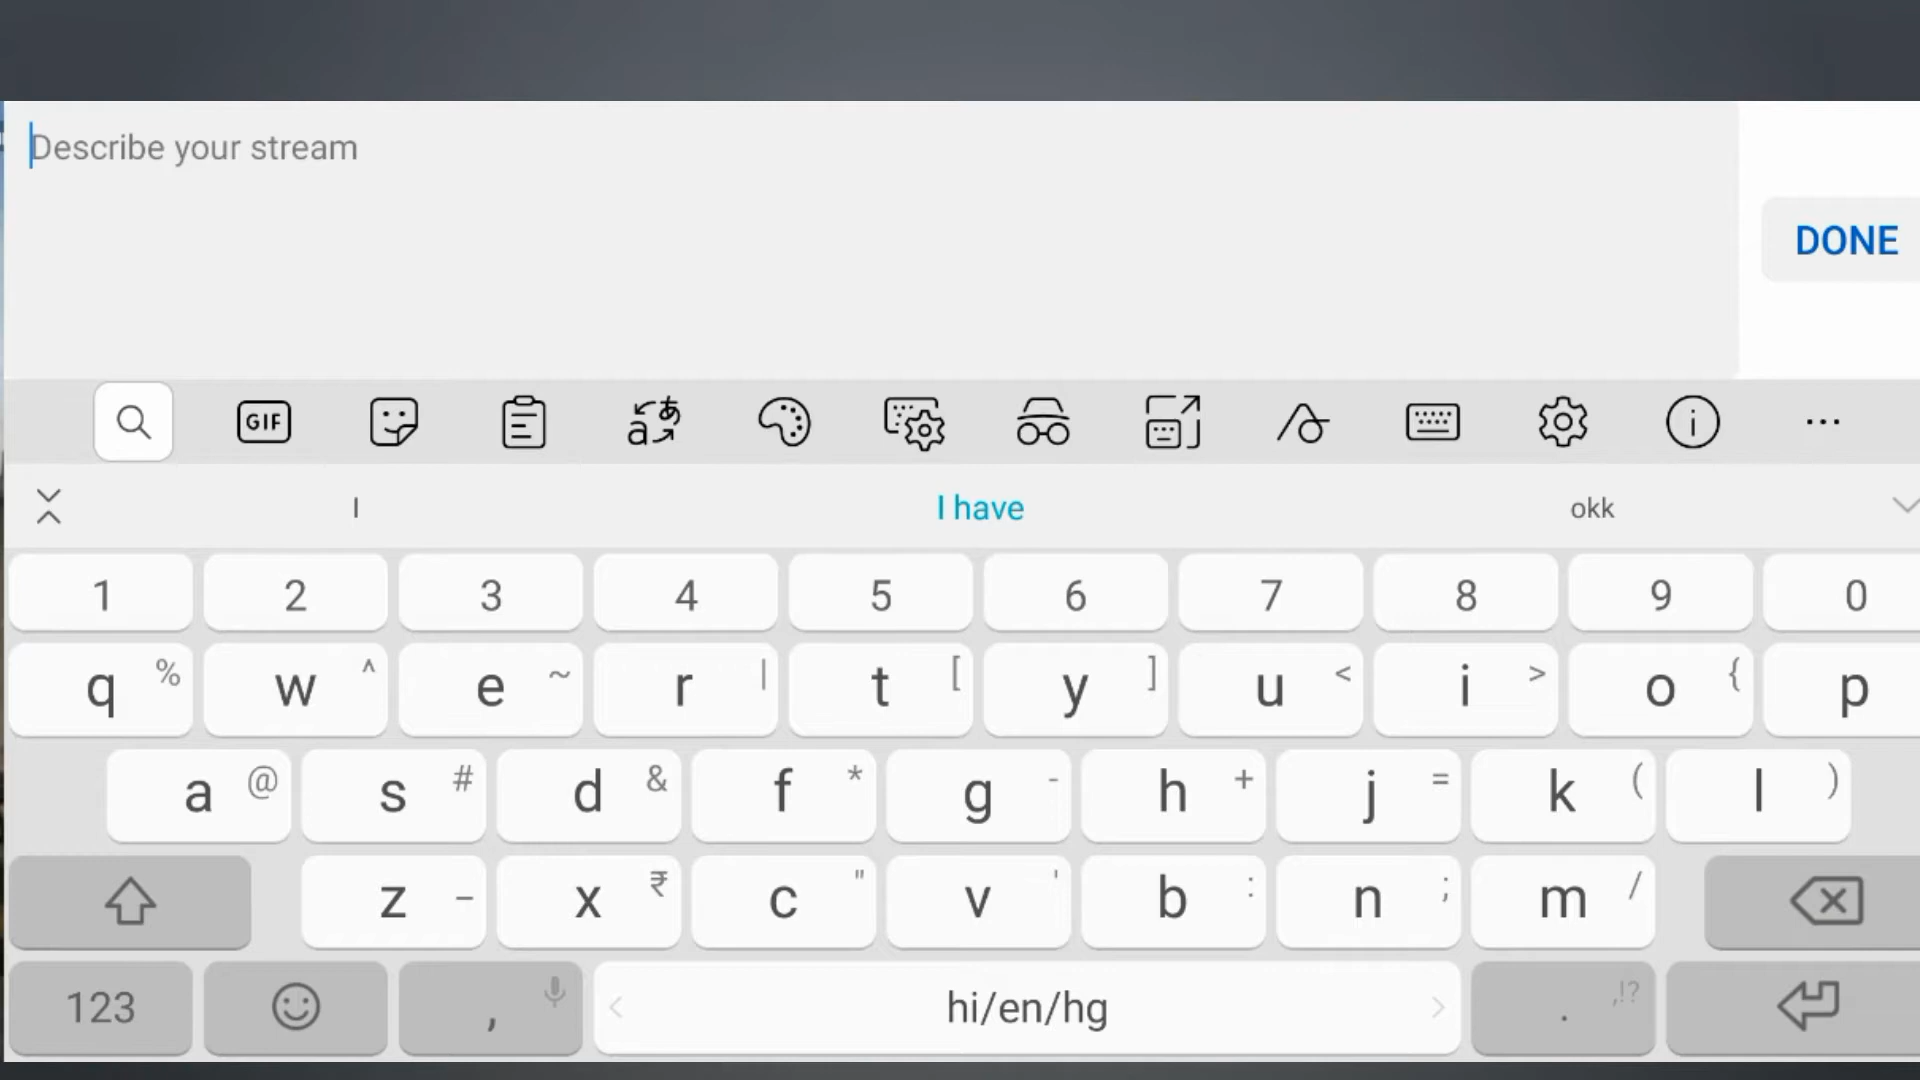 Describe your stream
DONE
GIF
I I have okk
1 2 3 4 5 6 7 8 9 0
q % w ^ e ~ r | t [ y ] u < i > o { p
a @ s # d & f * g - h + j = k ( l )
z _ x ₹ c " v ' b : n ; m /
123 , < hi/en/hg > . ,!?